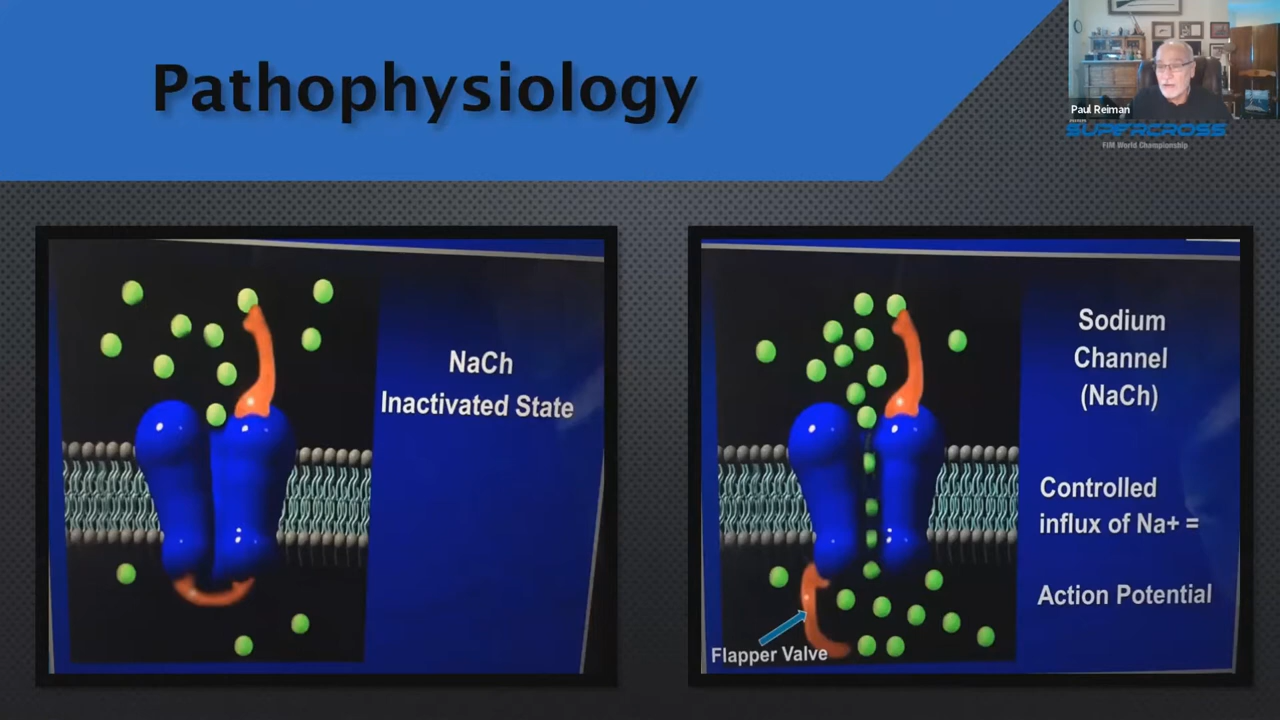 Pathophysiology
Paul Reiman
SUPERCROSS
FIM World Championship
NaCh
Inactivated State
Sodium
Channel
(NaCh)
Controlled
influx of Na+ =
Action Potential
Flapper Valve